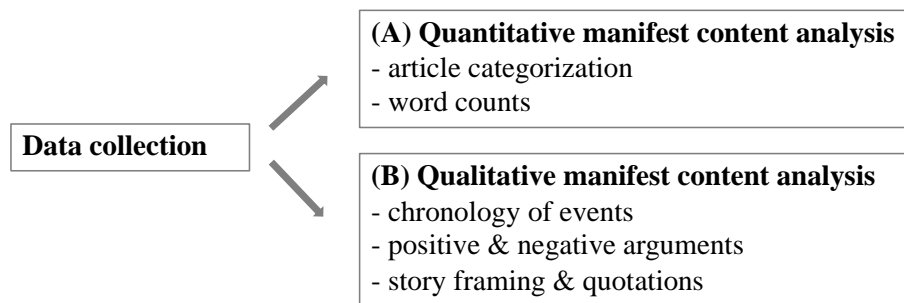 (A) Quantitative manifest content analysis
- article categorization
- word counts
Data collection
(B) Qualitative manifest content analysis
- chronology of events
- positive & negative arguments
- story framing & quotations